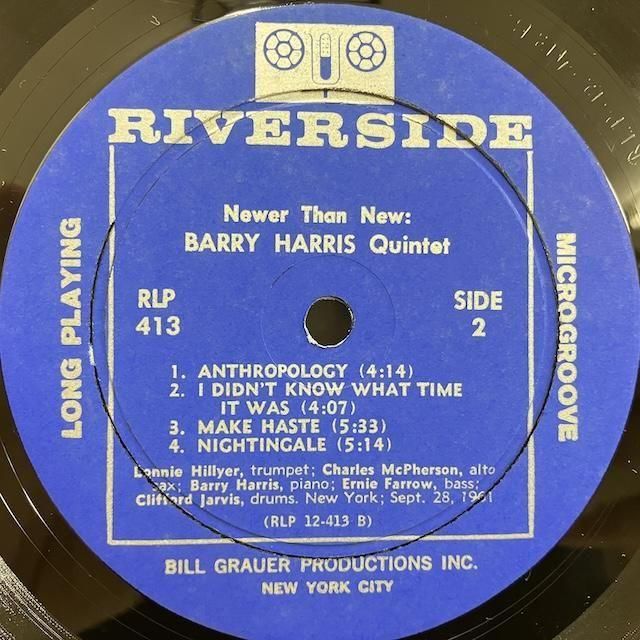 RIVERSIDE
Newer Than New:
BARRY HARRIS Quintet
LONG PLAYING
MICROGROOVE
RLP
413
SIDE
2
1. ANTHROPOLOGY (4:14)
2. I DIDN'T KNOW WHAT TIME
IT WAS (4:07)
3. MAKE HASTE (5:33)
4. NIGHTINGALE (5:14)
Lonnie Hillyer, trumpet; Charles McPherson, alto
sax; Barry Harris, piano; Ernie Farrow, bass;
Clifford Jarvis, drums. New York; Sept. 28, 1961
(RLP 12-413 B)
BILL GRAUER PRODUCTIONS INC.
NEW YORK CITY